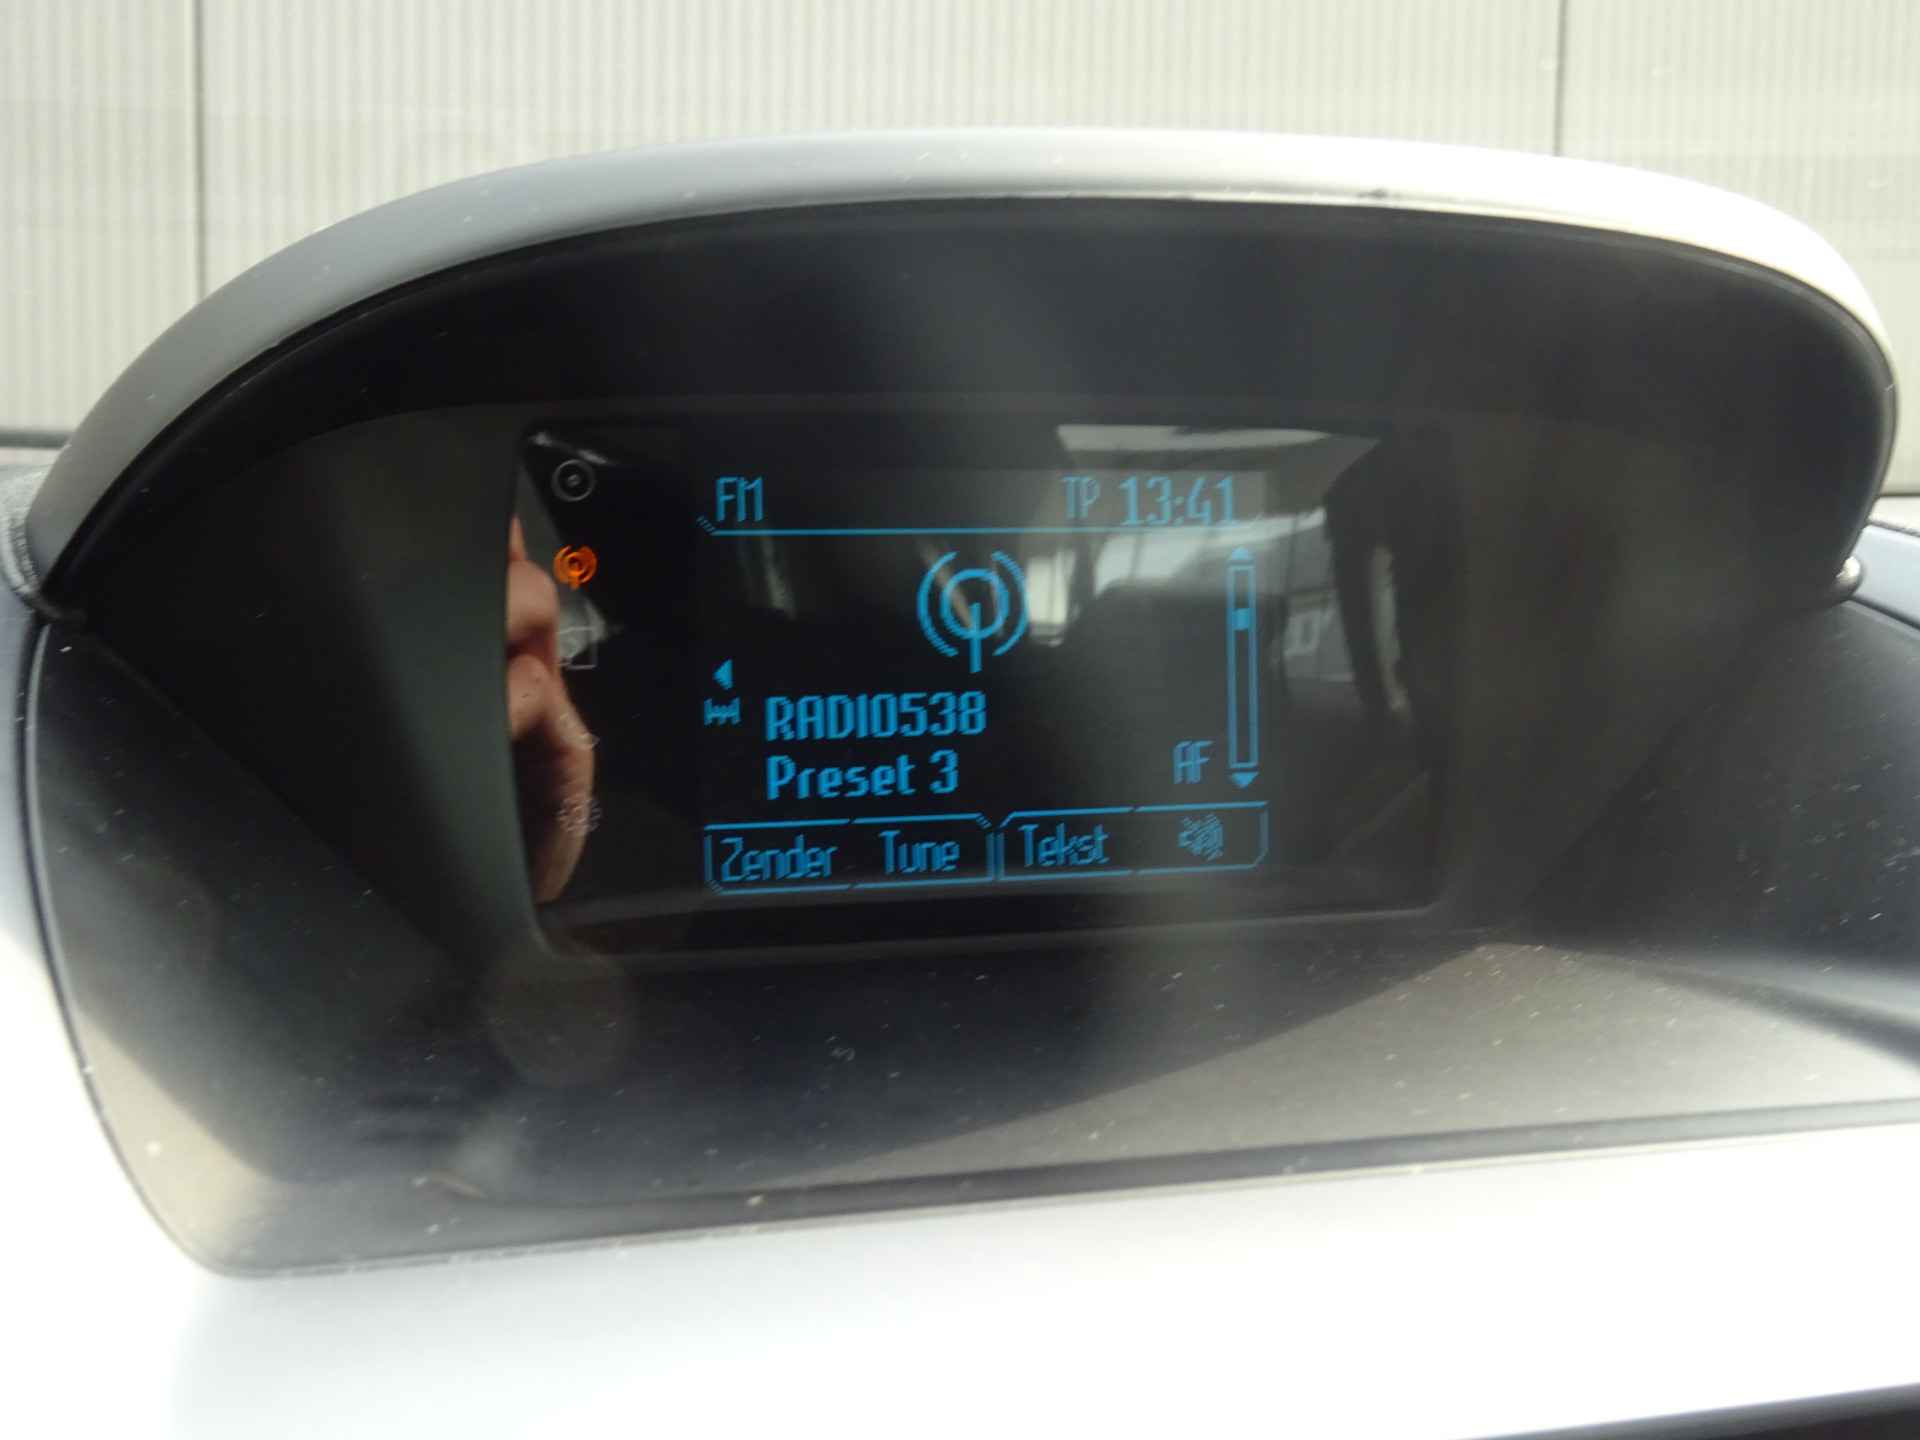 FM TP 13:41
RADIO538
Preset 3 AF
Zender Tune Tekst